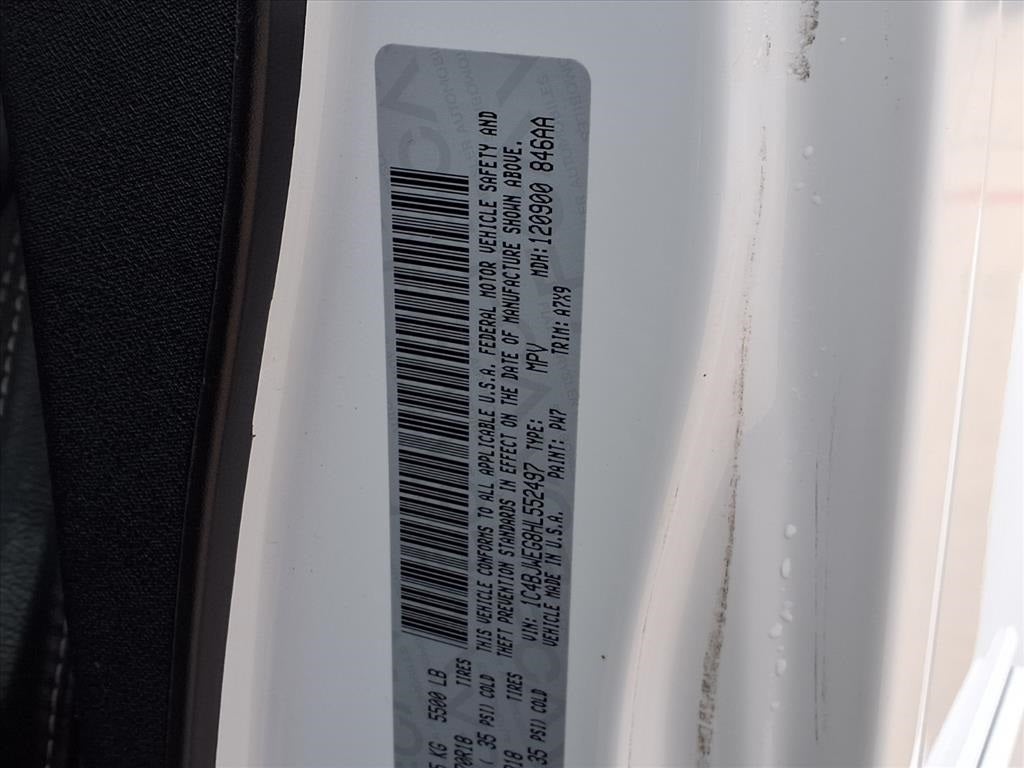 5500 LB
TIRES
( 35 PSI) COLD
THIS VEHICLE CONFORMS TO ALL APPLICABLE U.S.A. FEDERAL MOTOR VEHICLE SAFETY AND
THEFT PREVENTION STANDARDS IN EFFECT ON THE DATE OF MANUFACTURE SHOWN ABOVE.
TIRES
VIN: 1C4BJWEG8HL552497 TYPE: MPV MDH:120900 846AA
35 PSI) COLD
VEHICLE MADE IN U.S.A. PAINT: PW7 TRIM: A7X9